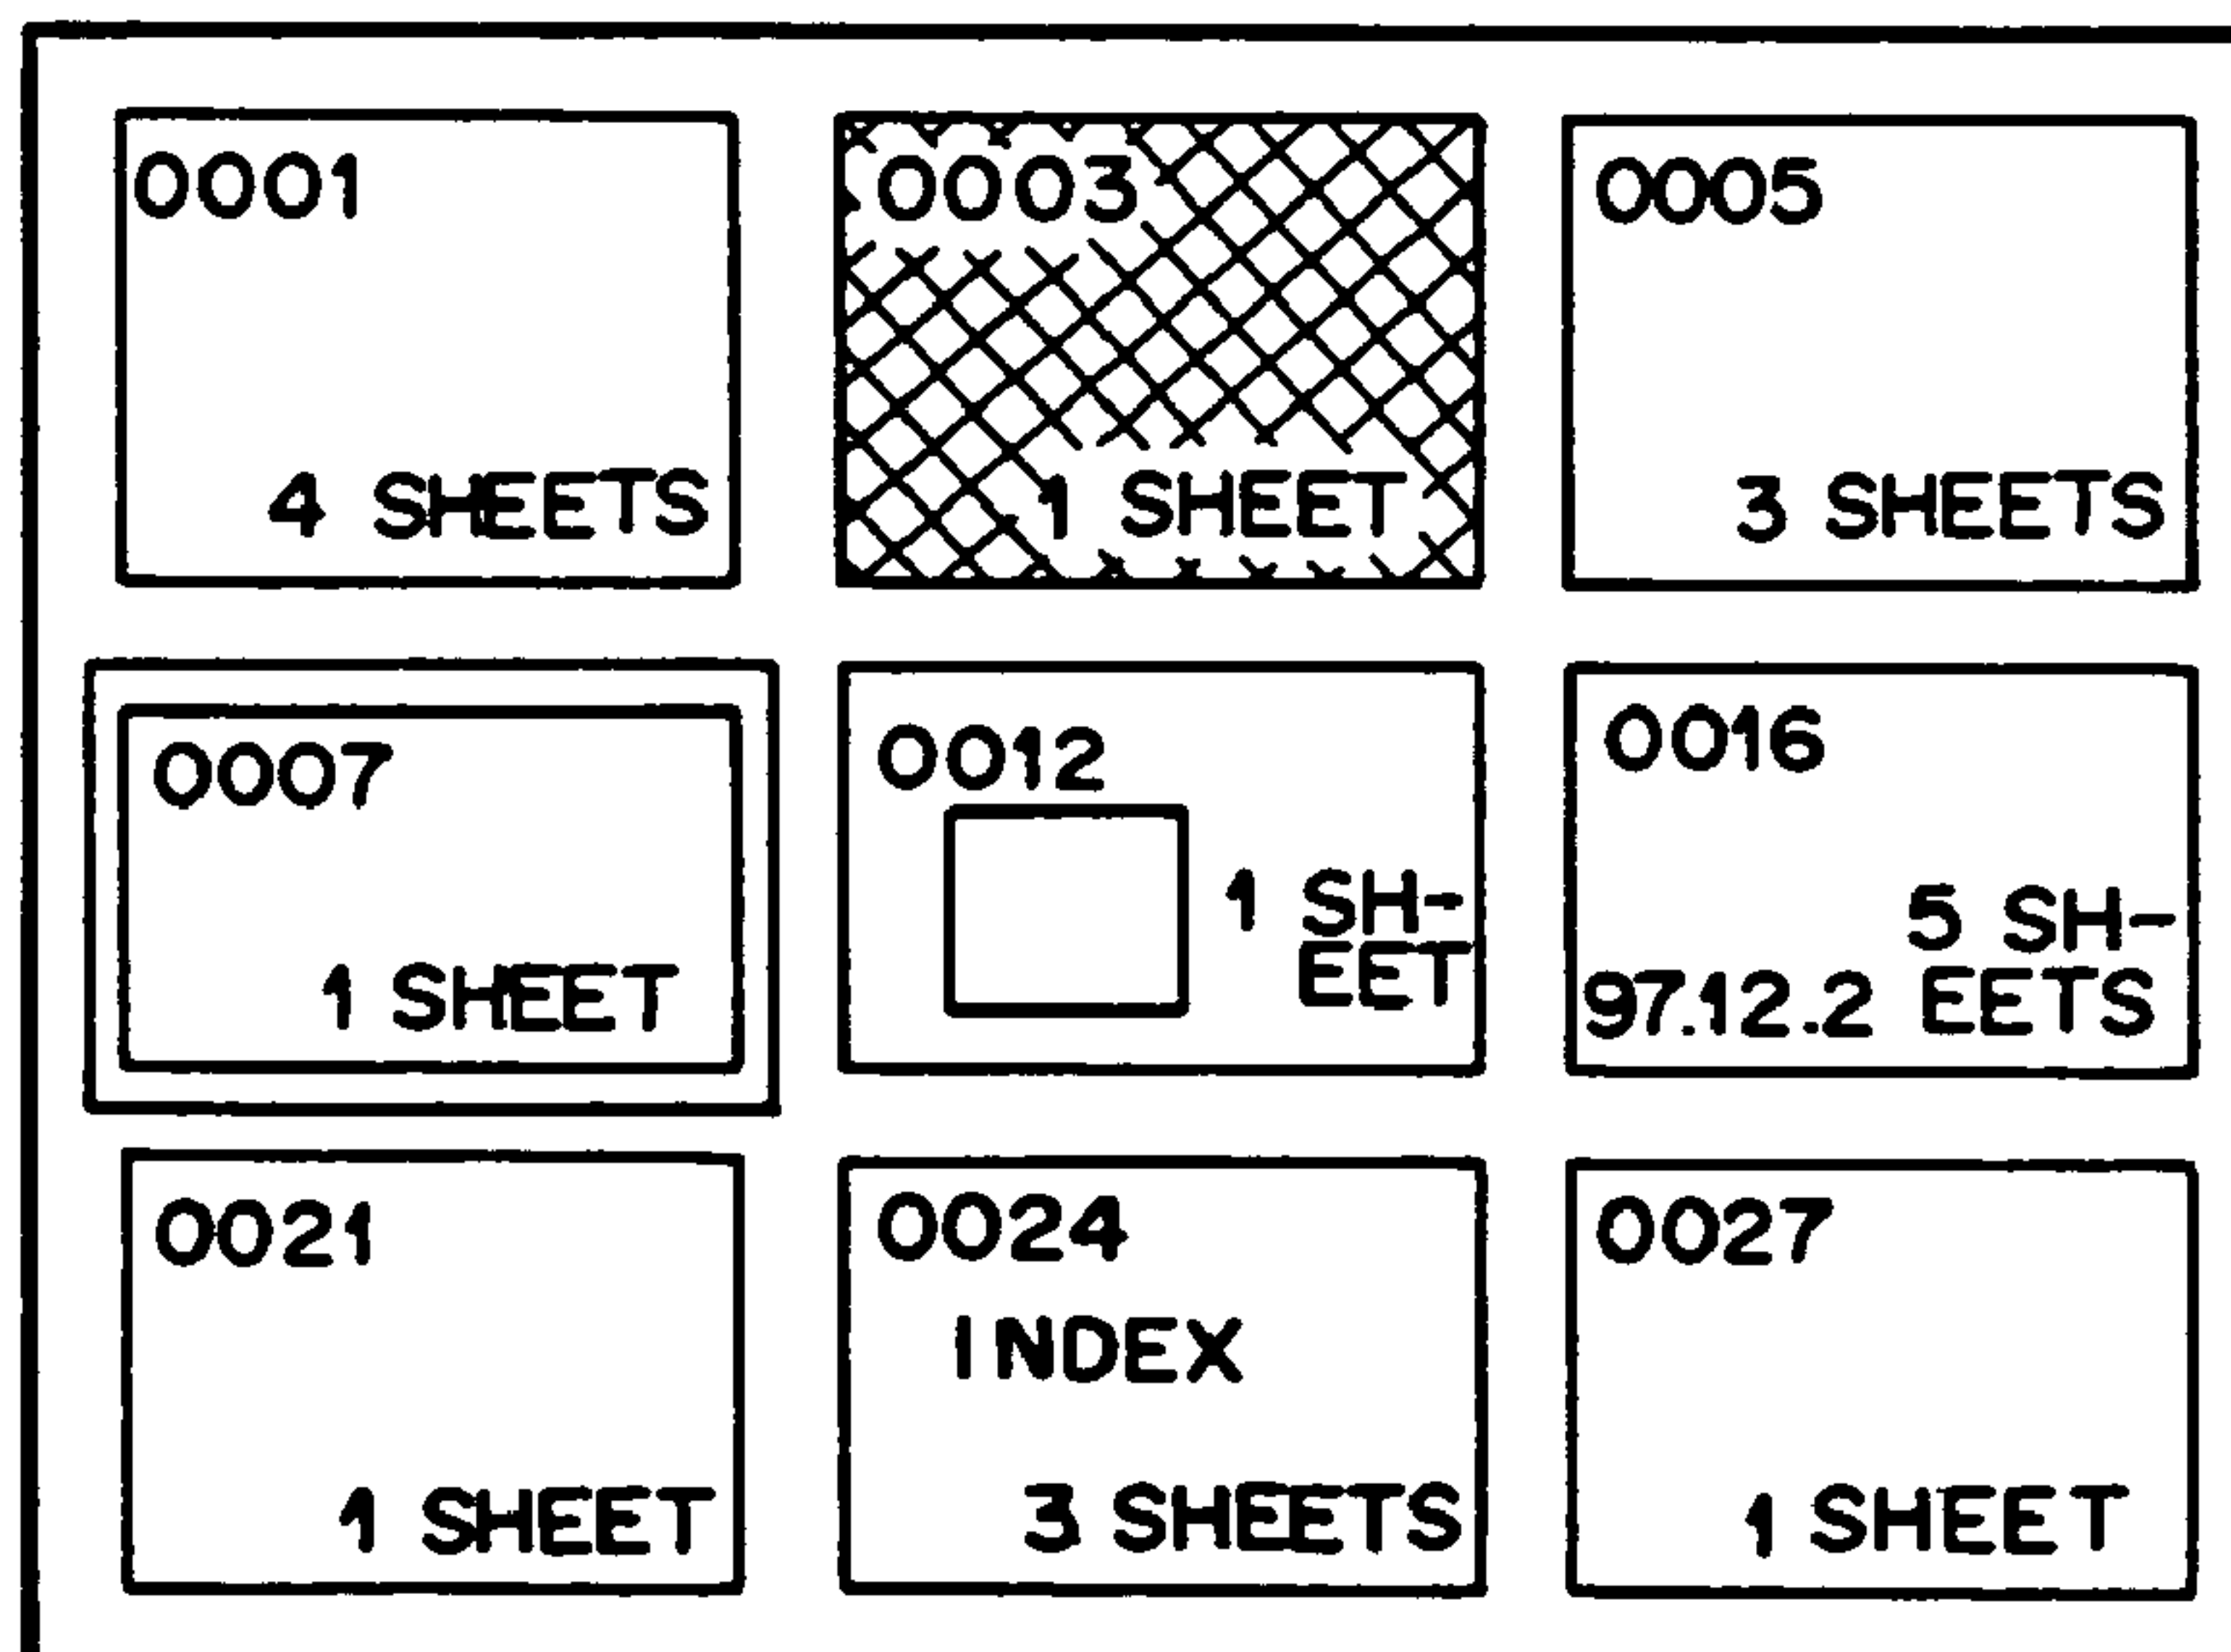 0001
4 SHEETS
0003
1 SHEET
0005
3 SHEETS
0007
1 SHEET
0012
1 SH-
EET
0016
5 SH-
97.12.2 EETS
0021
1 SHEET
0024
INDEX
3 SHEETS
0027
1 SHEET